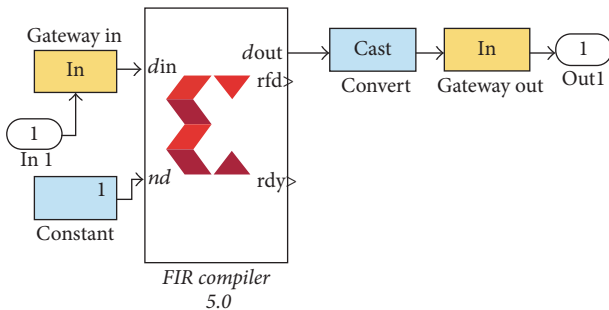 Gateway in
In
1
In 1
1
Constant
din
nd
dout
rfd
rdy
FIR compiler
5.0
Cast
Convert
In
Gateway out
1
Out1